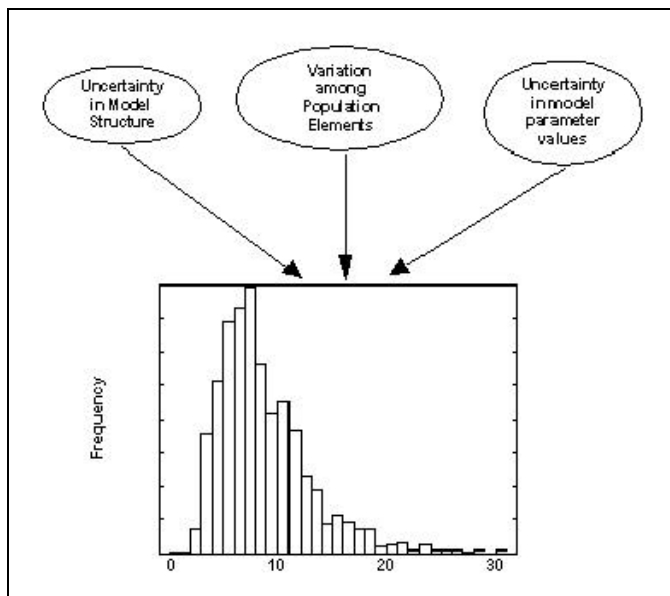 Uncertainty
in Model
Structure
Variation
among
Population
Elements
Uncertainty
in model
parameter
values
Frequency
0 10 20 30